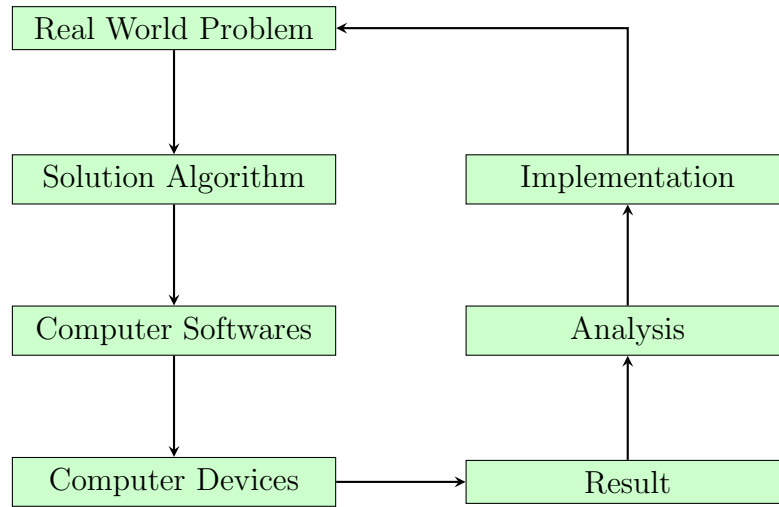 Real World Problem
Solution Algorithm
Implementation
Computer Softwares
Analysis
Computer Devices
Result